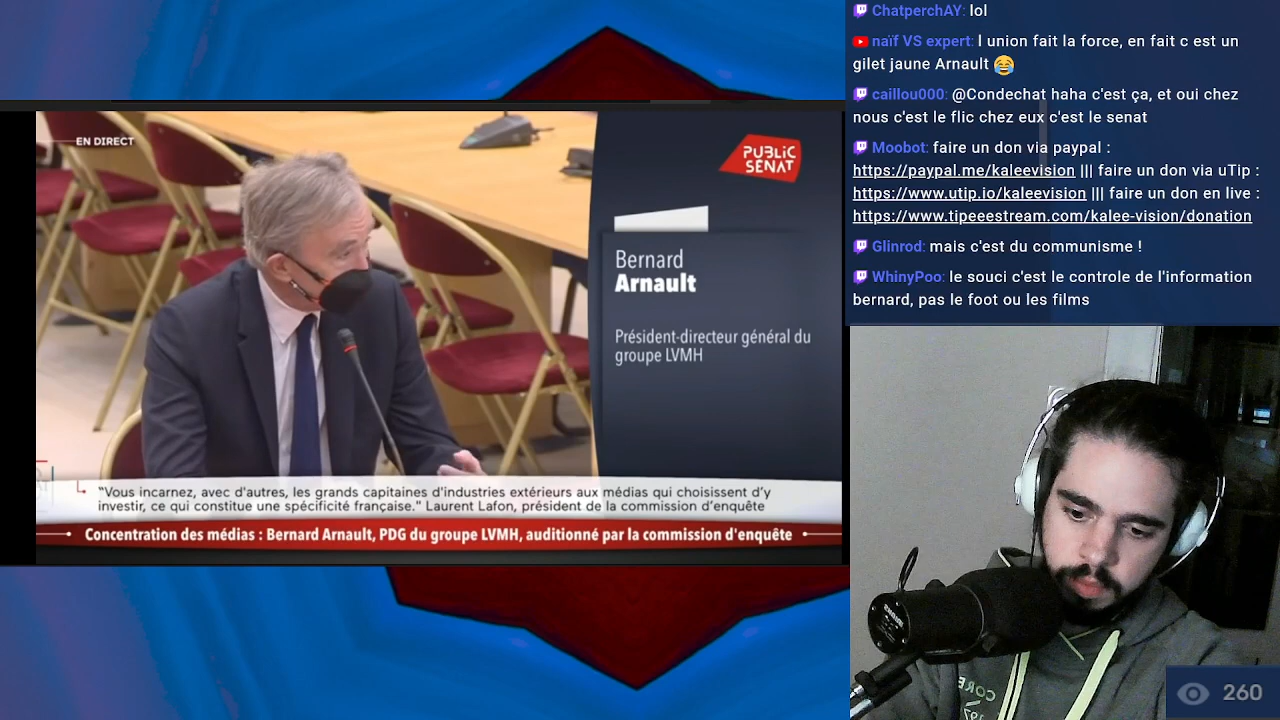 EN DIRECT
PUBLIC
SÉNAT
Bernard
Arnault
Président-directeur général du
groupe LVMH
"Vous incarnez, avec d'autres, les grands capitaines d'industries extérieurs aux médias qui choisissent d'y
investir, ce qui constitue une spécificité française." Laurent Lafon, président de la commission d'enquête
Concentration des médias : Bernard Arnault, PDG du groupe LVMH, auditionné par la commission d'enquête
ChatperchAY: lol
naïf VS expert: l union fait la force, en fait c est un
gilet jaune Arnault 😂
caillou000: @Condechat haha c'est ça, et oui chez
nous c'est le flic chez eux c'est le senat
Moobot: faire un don via paypal :
https://paypal.me/kaleevision ||| faire un don via uTip :
https://www.utip.io/kaleevision ||| faire un don en live :
https://www.tipeeestream.com/kalee-vision/donation
Glinrod: mais c'est du communisme !
WhinyPoo: le souci c'est le controle de l'information
bernard, pas le foot ou les films
260